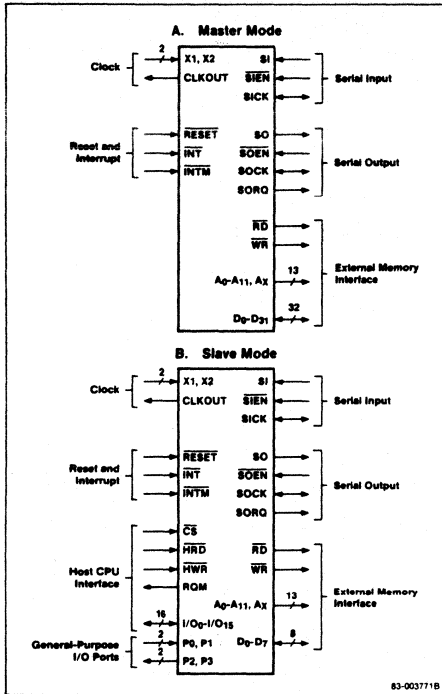 A. Master Mode
2
Clock
X1, X2
CLKOUT
SI
SIEN
SICK
Serial Input
Reset and
Interrupt
RESET
INT
INTM
SO
SOEN
SOCK
SORQ
Serial Output
RD
WR
A0-A11, AX
13
D0-D31
32
External Memory
Interface
B. Slave Mode
2
Clock
X1, X2
CLKOUT
SI
SIEN
SICK
Serial Input
Reset and
Interrupt
RESET
INT
INTM
SO
SOEN
SOCK
SORQ
Serial Output
Host CPU
Interface
CS
HRD
HWR
RQM
16
I/O0-I/O15
RD
WR
A0-A11, AX
13
D0-D7
8
External Memory
Interface
General-Purpose
I/O Ports
2
P0, P1
2
P2, P3
83-003771B